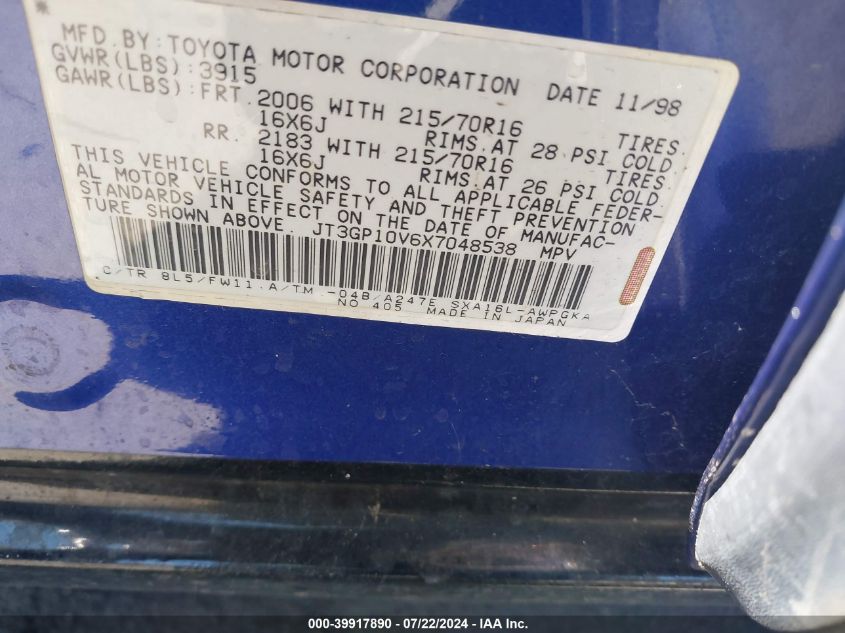 MFD. BY: TOYOTA MOTOR CORPORATION DATE 11/98
GVWR(LBS):3915
GAWR(LBS):FRT. 2006 WITH 215/70R16 TIRES.
16X6J RIMS. AT 28 PSI COLD
RR. 2183 WITH 215/70R16 TIRES.
16X6J RIMS. AT 26 PSI COLD.
THIS VEHICLE CONFORMS TO ALL APPLICABLE FEDER-
AL MOTOR VEHICLE SAFETY AND THEFT PREVENTION
STANDARDS IN EFFECT ON THE DATE OF MANUFAC-
TURE SHOWN ABOVE. JT3GP10V6X7048538 MPV
C/TR 8L5/FW11 A/TM -04B/A247E SXA16L-AWPGKA
NO 405 MADE IN JAPAN
000-39917890 - 07/22/2024 - IAA Inc.